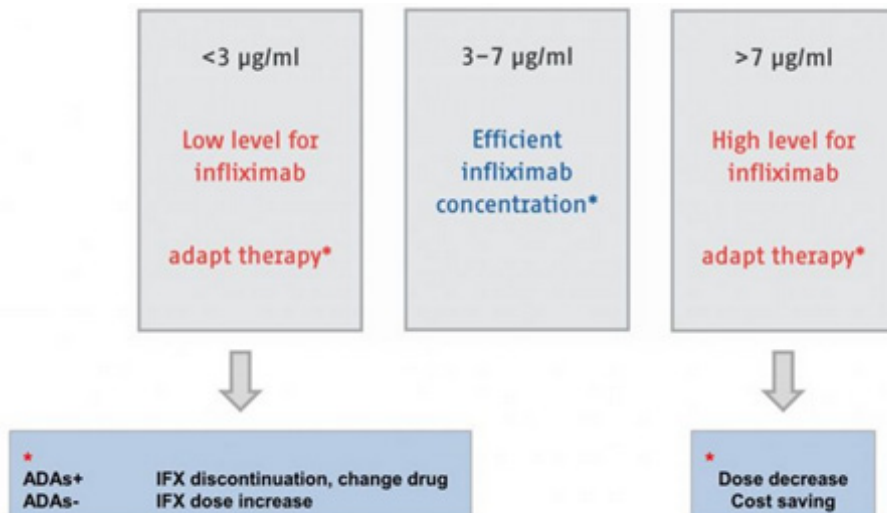 <3 µg/ml
Low level for
infliximab
adapt therapy*
3–7 µg/ml
Efficient
infliximab
concentration*
>7 µg/ml
High level for
infliximab
adapt therapy*
*
ADAs+ IFX discontinuation, change drug
ADAs- IFX dose increase
*
Dose decrease
Cost saving